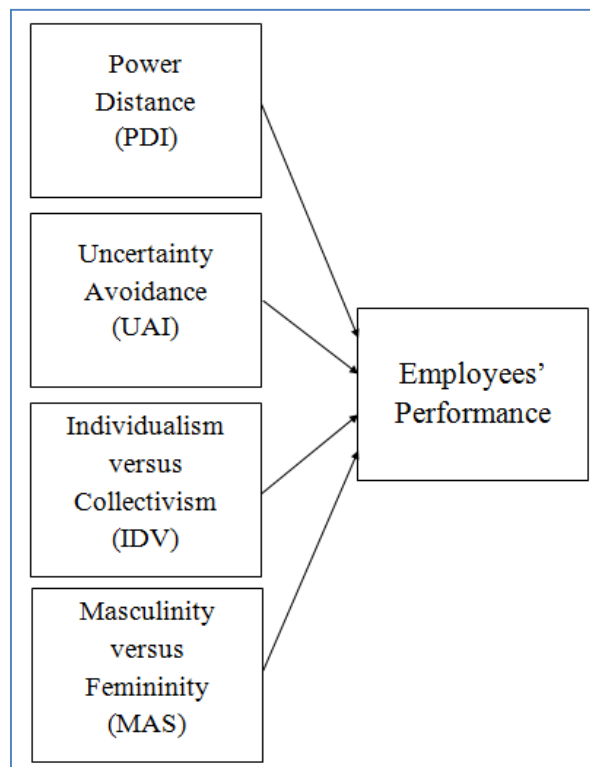 Power
Distance
(PDI)
Uncertainty
Avoidance
(UAI)
Individualism
versus
Collectivism
(IDV)
Masculinity
versus
Femininity
(MAS)
Employees’
Performance